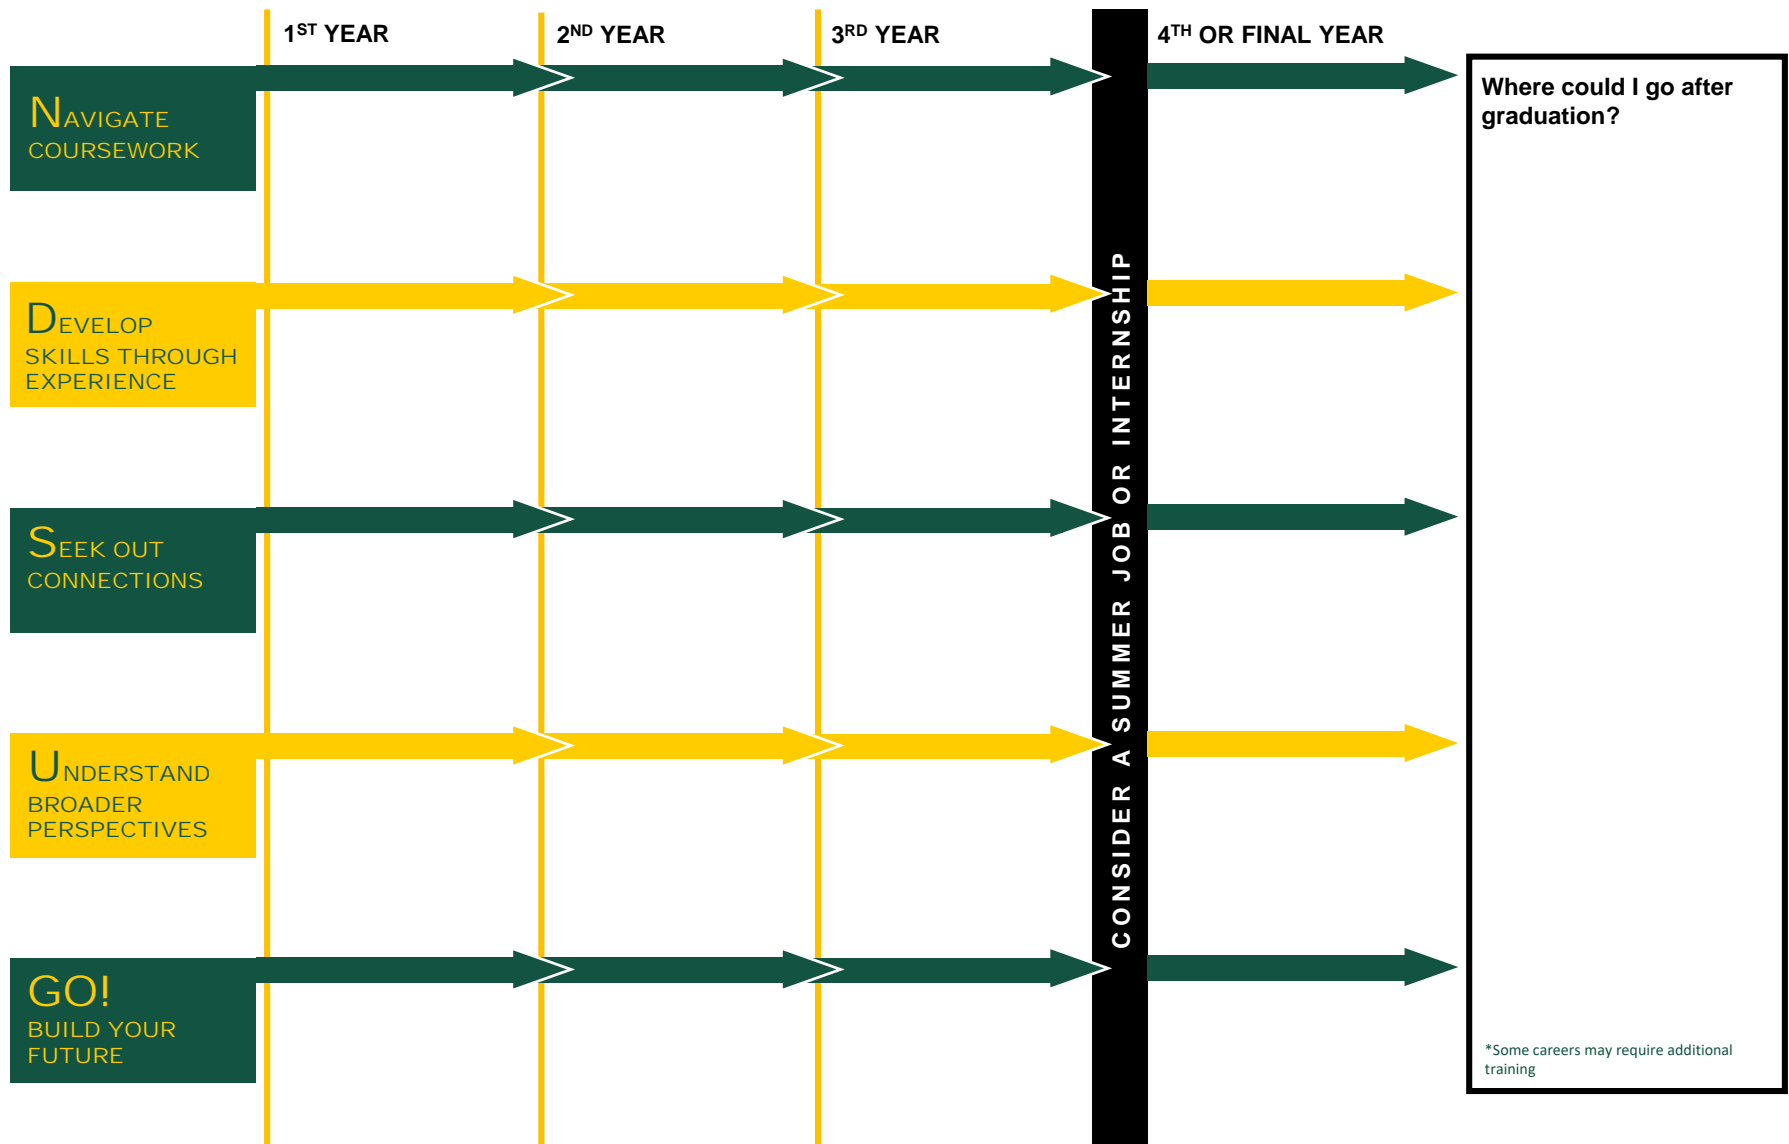 1ST YEAR
2ND YEAR
3RD YEAR
4TH OR FINAL YEAR
NAVIGATE
COURSEWORK
DEVELOP
SKILLS THROUGH
EXPERIENCE
SEEK OUT
CONNECTIONS
UNDERSTAND
BROADER
PERSPECTIVES
GO!
BUILD YOUR
FUTURE
CONSIDER A SUMMER JOB OR INTERNSHIP
Where could I go after
graduation?
*Some careers may require additional
training